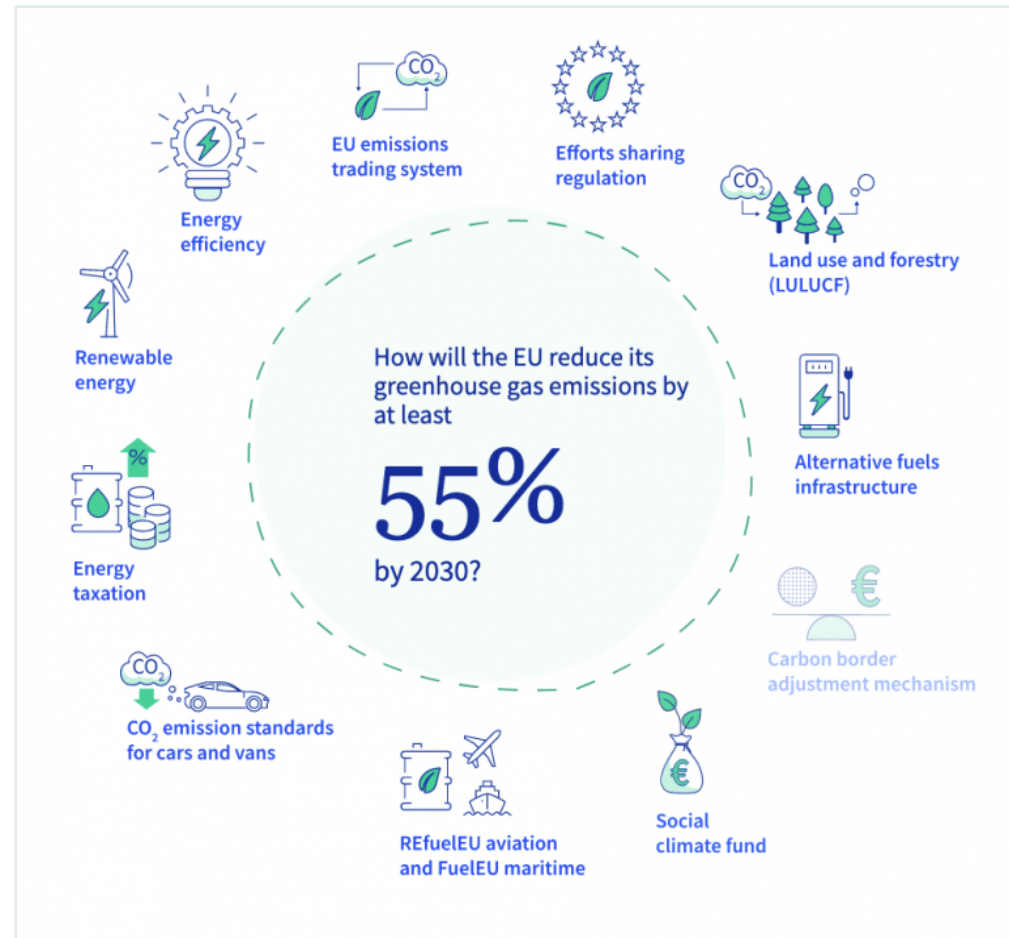 CO2
EU emissions
trading system
Efforts sharing
regulation
CO2
Land use and forestry
(LULUCF)
Energy
efficiency
Renewable
energy
How will the EU reduce its
greenhouse gas emissions by
at least
55%
by 2030?
Alternative fuels
infrastructure
%
Energy
taxation
€
Carbon border
adjustment mechanism
CO2
CO2 emission standards
for cars and vans
€
Social
climate fund
REfuelEU aviation
and FuelEU maritime